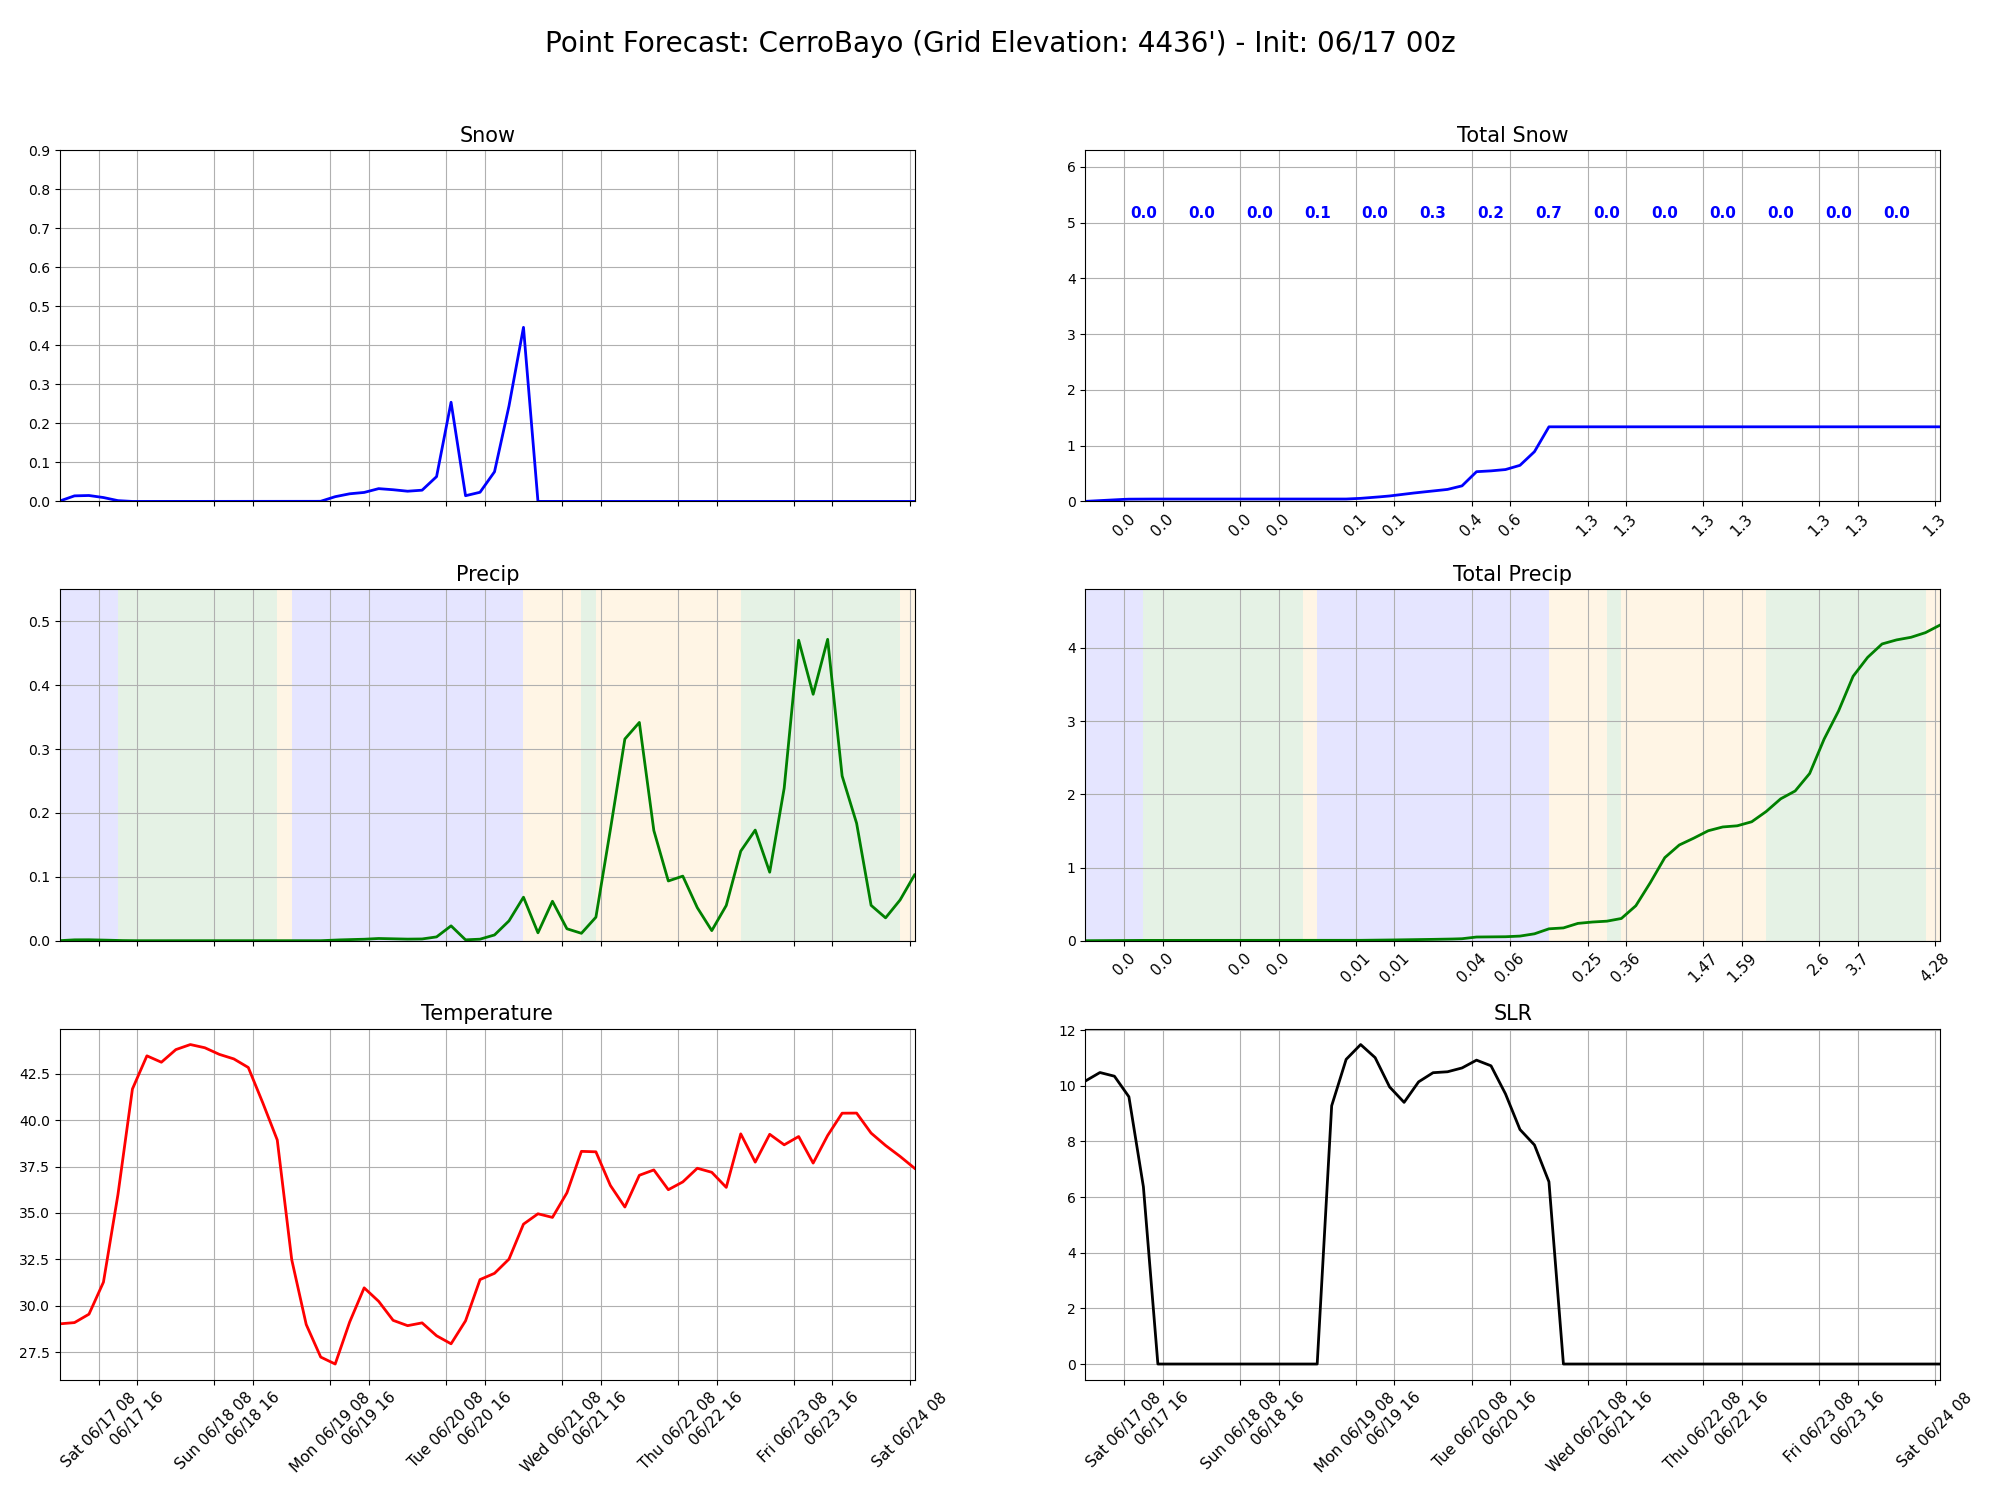 Point Forecast: CerroBayo (Grid Elevation: 4436') - Init: 06/17 00z
Snow
0.9
0.8
0.7
0.6
0.5
0.4
0.3
0.2
0.1
0.0
Total Snow
6
5
4
3
2
1
0
0.0 0.0 0.0 0.1 0.0 0.3 0.2 0.7 0.0 0.0 0.0 0.0 0.0 0.0
0.0 0.0 0.0 0.0 0.1 0.1 0.4 0.6 1.3 1.3 1.3 1.3 1.3 1.3 1.3
Precip
0.5
0.4
0.3
0.2
0.1
0.0
Total Precip
4
3
2
1
0
0.0 0.0 0.0 0.0 0.01 0.01 0.04 0.06 0.25 0.36 1.47 1.59 2.6 3.7 4.28
Temperature
42.5
40.0
37.5
35.0
32.5
30.0
27.5
Sat 06/17 08
06/17 16
Sun 06/18 08
06/18 16
Mon 06/19 08
06/19 16
Tue 06/20 08
06/20 16
Wed 06/21 08
06/21 16
Thu 06/22 08
06/22 16
Fri 06/23 08
06/23 16
Sat 06/24 08
SLR
12
10
8
6
4
2
0
Sat 06/17 08
06/17 16
Sun 06/18 08
06/18 16
Mon 06/19 08
06/19 16
Tue 06/20 08
06/20 16
Wed 06/21 08
06/21 16
Thu 06/22 08
06/22 16
Fri 06/23 08
06/23 16
Sat 06/24 08